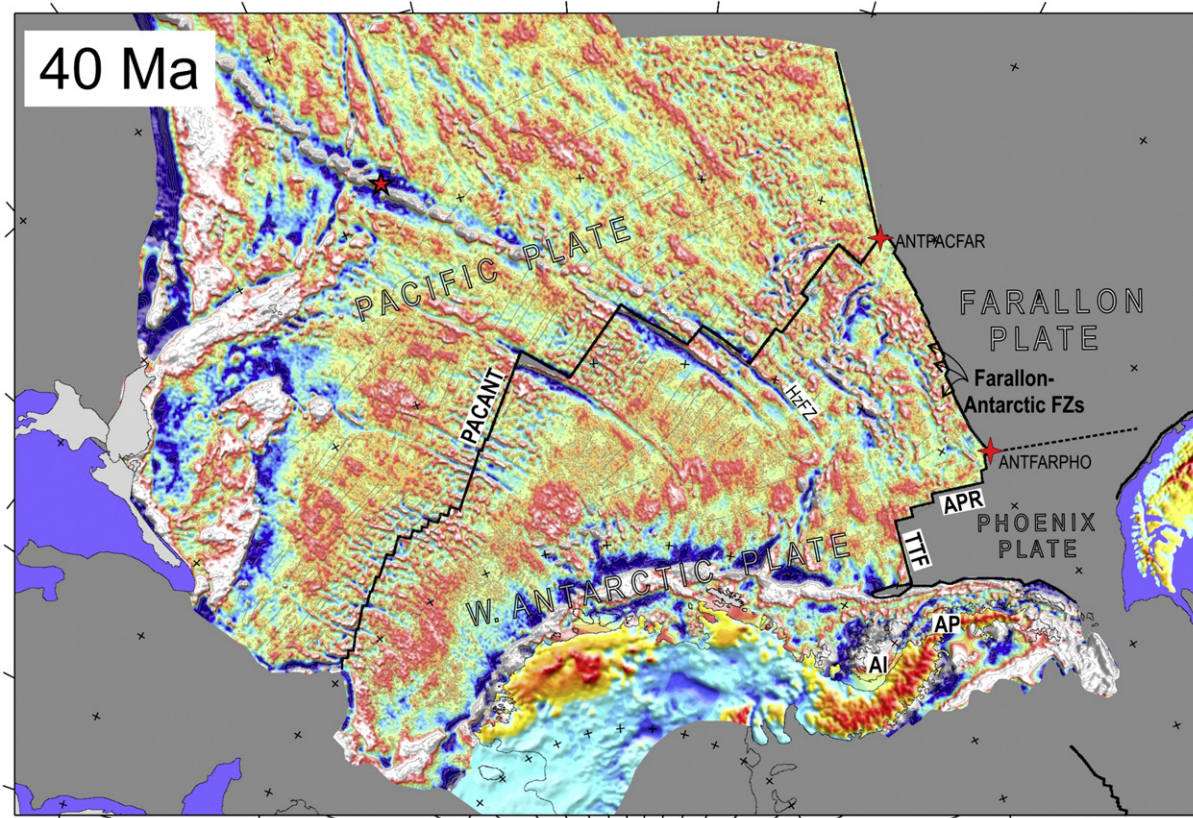 40 Ma
PACIFIC PLATE
ANTPACFAR
FARALLON
PLATE
Farallon-
Antarctic FZs
PACANT
HzFZ
ANTFARPHO
APR
PHOENIX
PLATE
TTF
W. ANTARCTIC PLATE
AP
AI